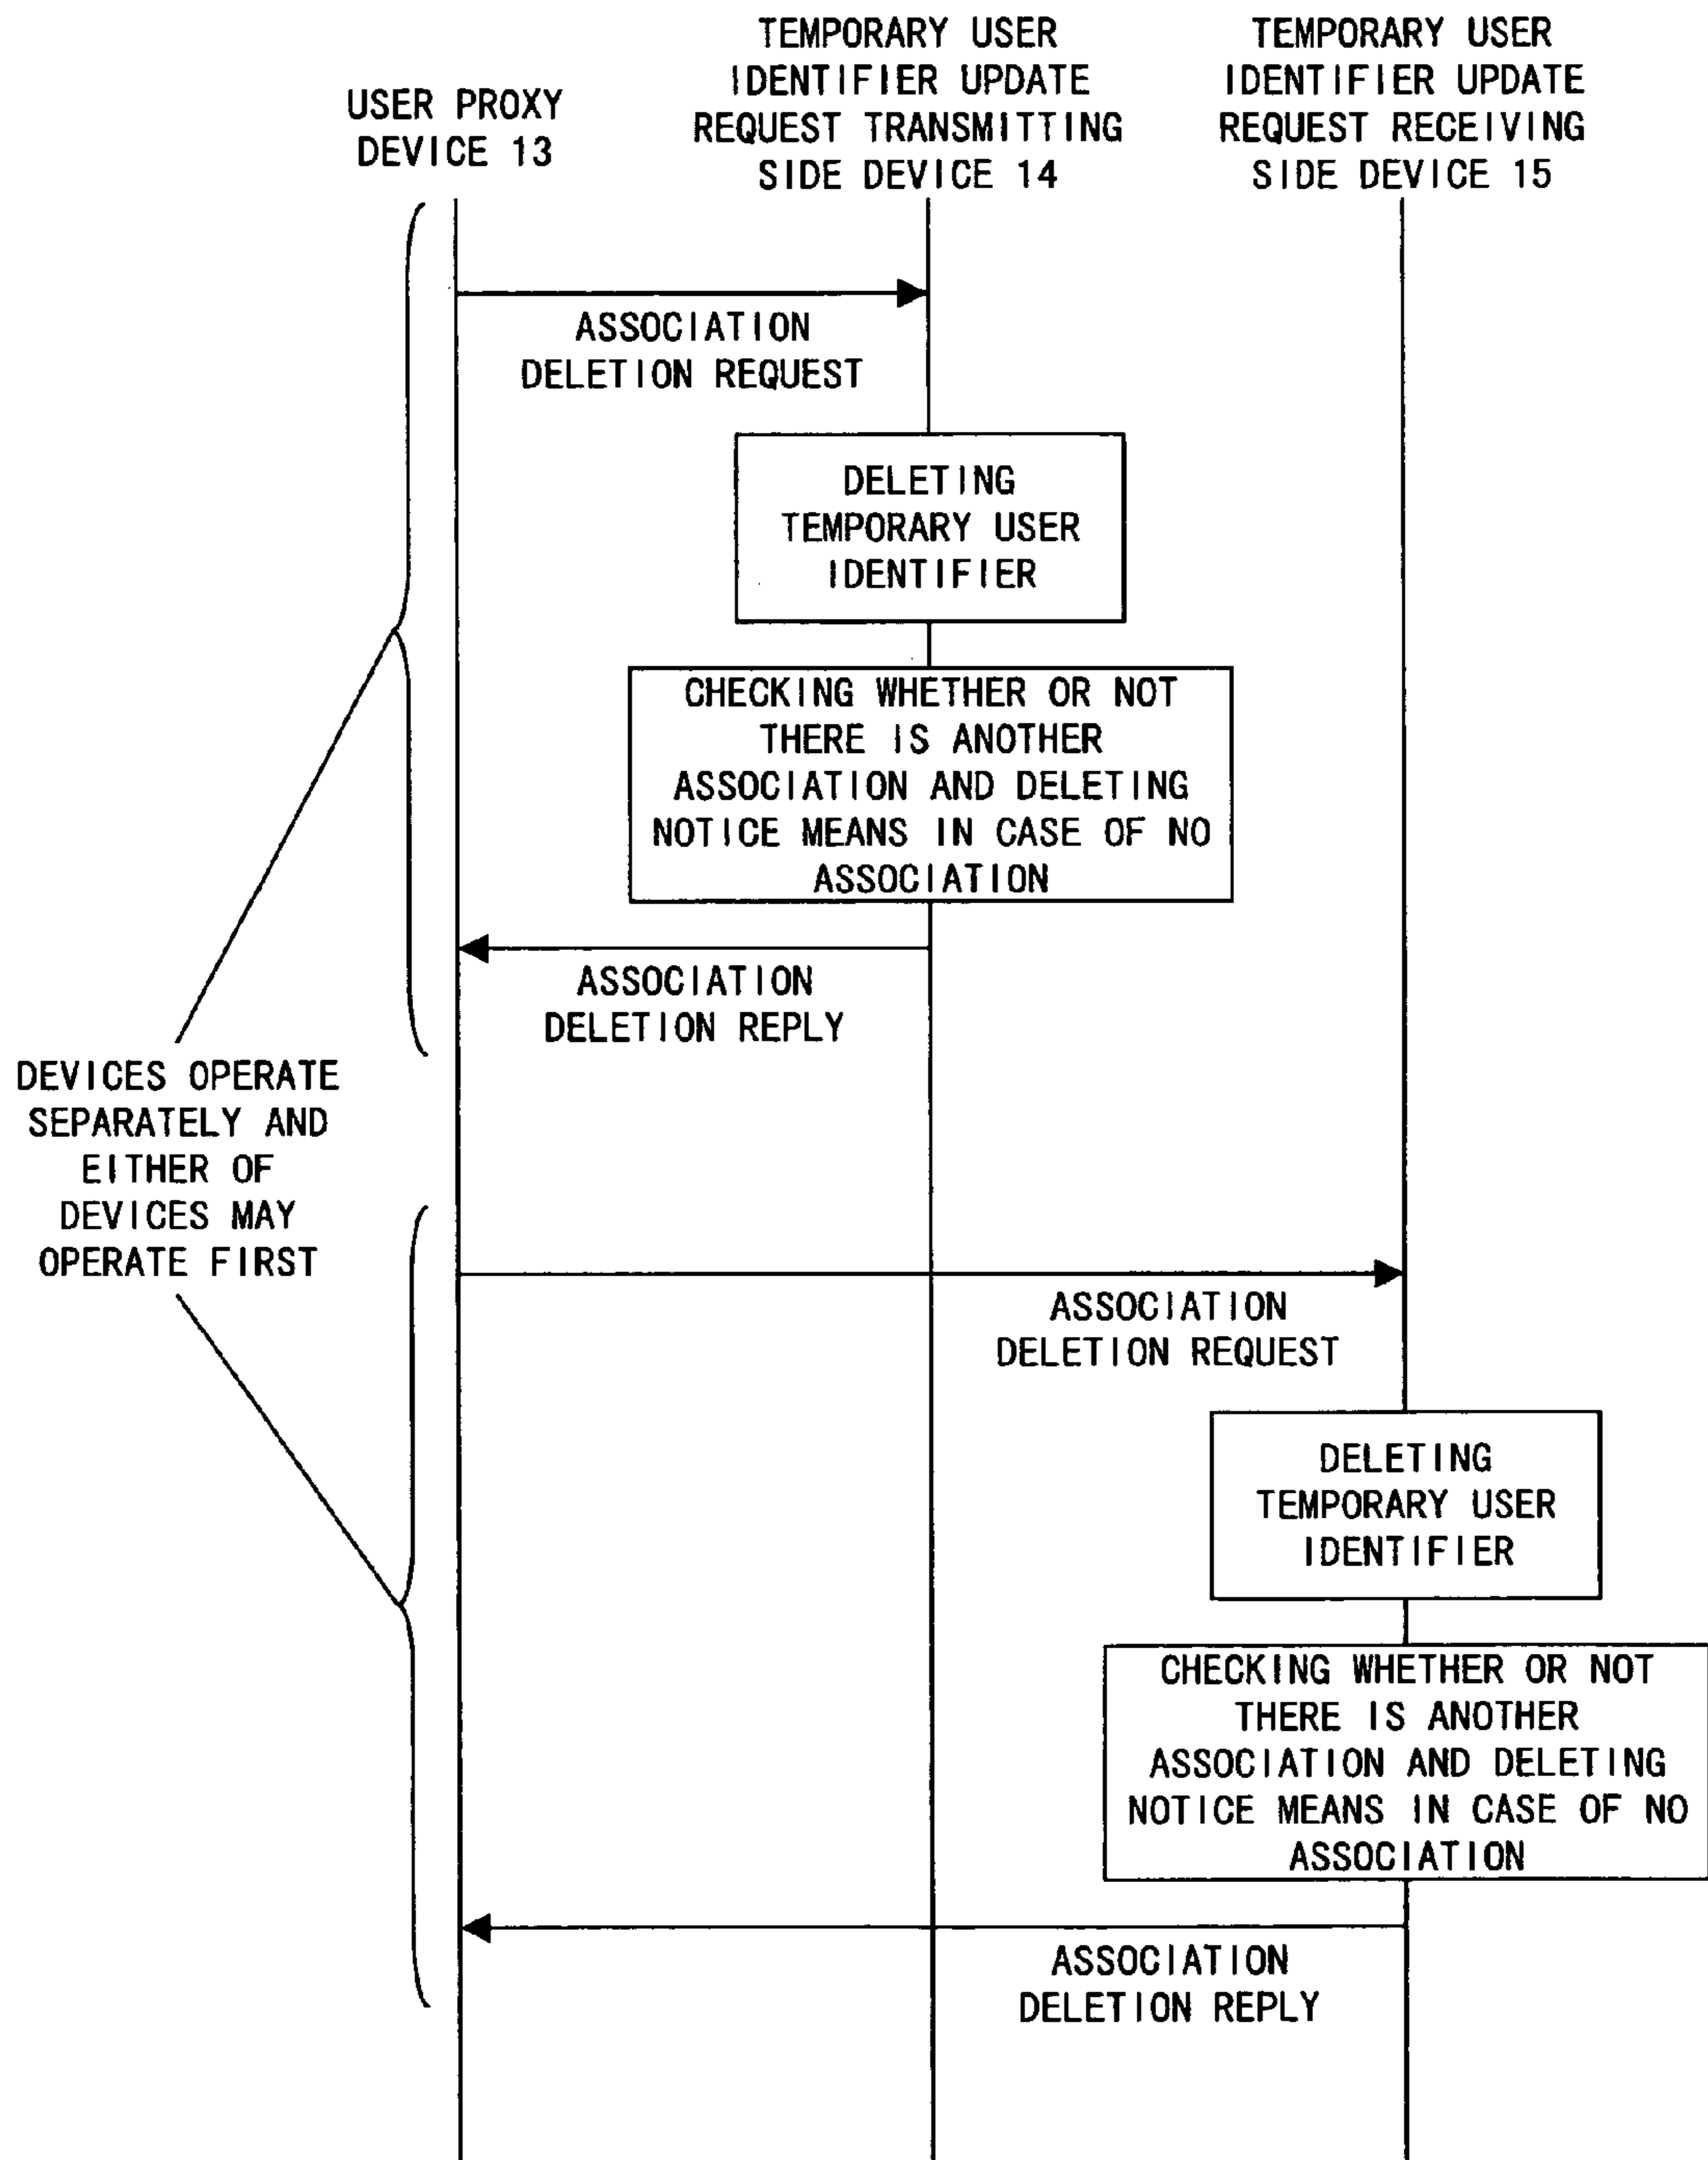 USER PROXY
DEVICE 13
TEMPORARY USER
IDENTIFIER UPDATE
REQUEST TRANSMITTING
SIDE DEVICE 14
TEMPORARY USER
IDENTIFIER UPDATE
REQUEST RECEIVING
SIDE DEVICE 15
ASSOCIATION
DELETION REQUEST
DELETING
TEMPORARY USER
IDENTIFIER
CHECKING WHETHER OR NOT
THERE IS ANOTHER
ASSOCIATION AND DELETING
NOTICE MEANS IN CASE OF NO
ASSOCIATION
ASSOCIATION
DELETION REPLY
DEVICES OPERATE
SEPARATELY AND
EITHER OF
DEVICES MAY
OPERATE FIRST
ASSOCIATION
DELETION REQUEST
DELETING
TEMPORARY USER
IDENTIFIER
CHECKING WHETHER OR NOT
THERE IS ANOTHER
ASSOCIATION AND DELETING
NOTICE MEANS IN CASE OF NO
ASSOCIATION
ASSOCIATION
DELETION REPLY